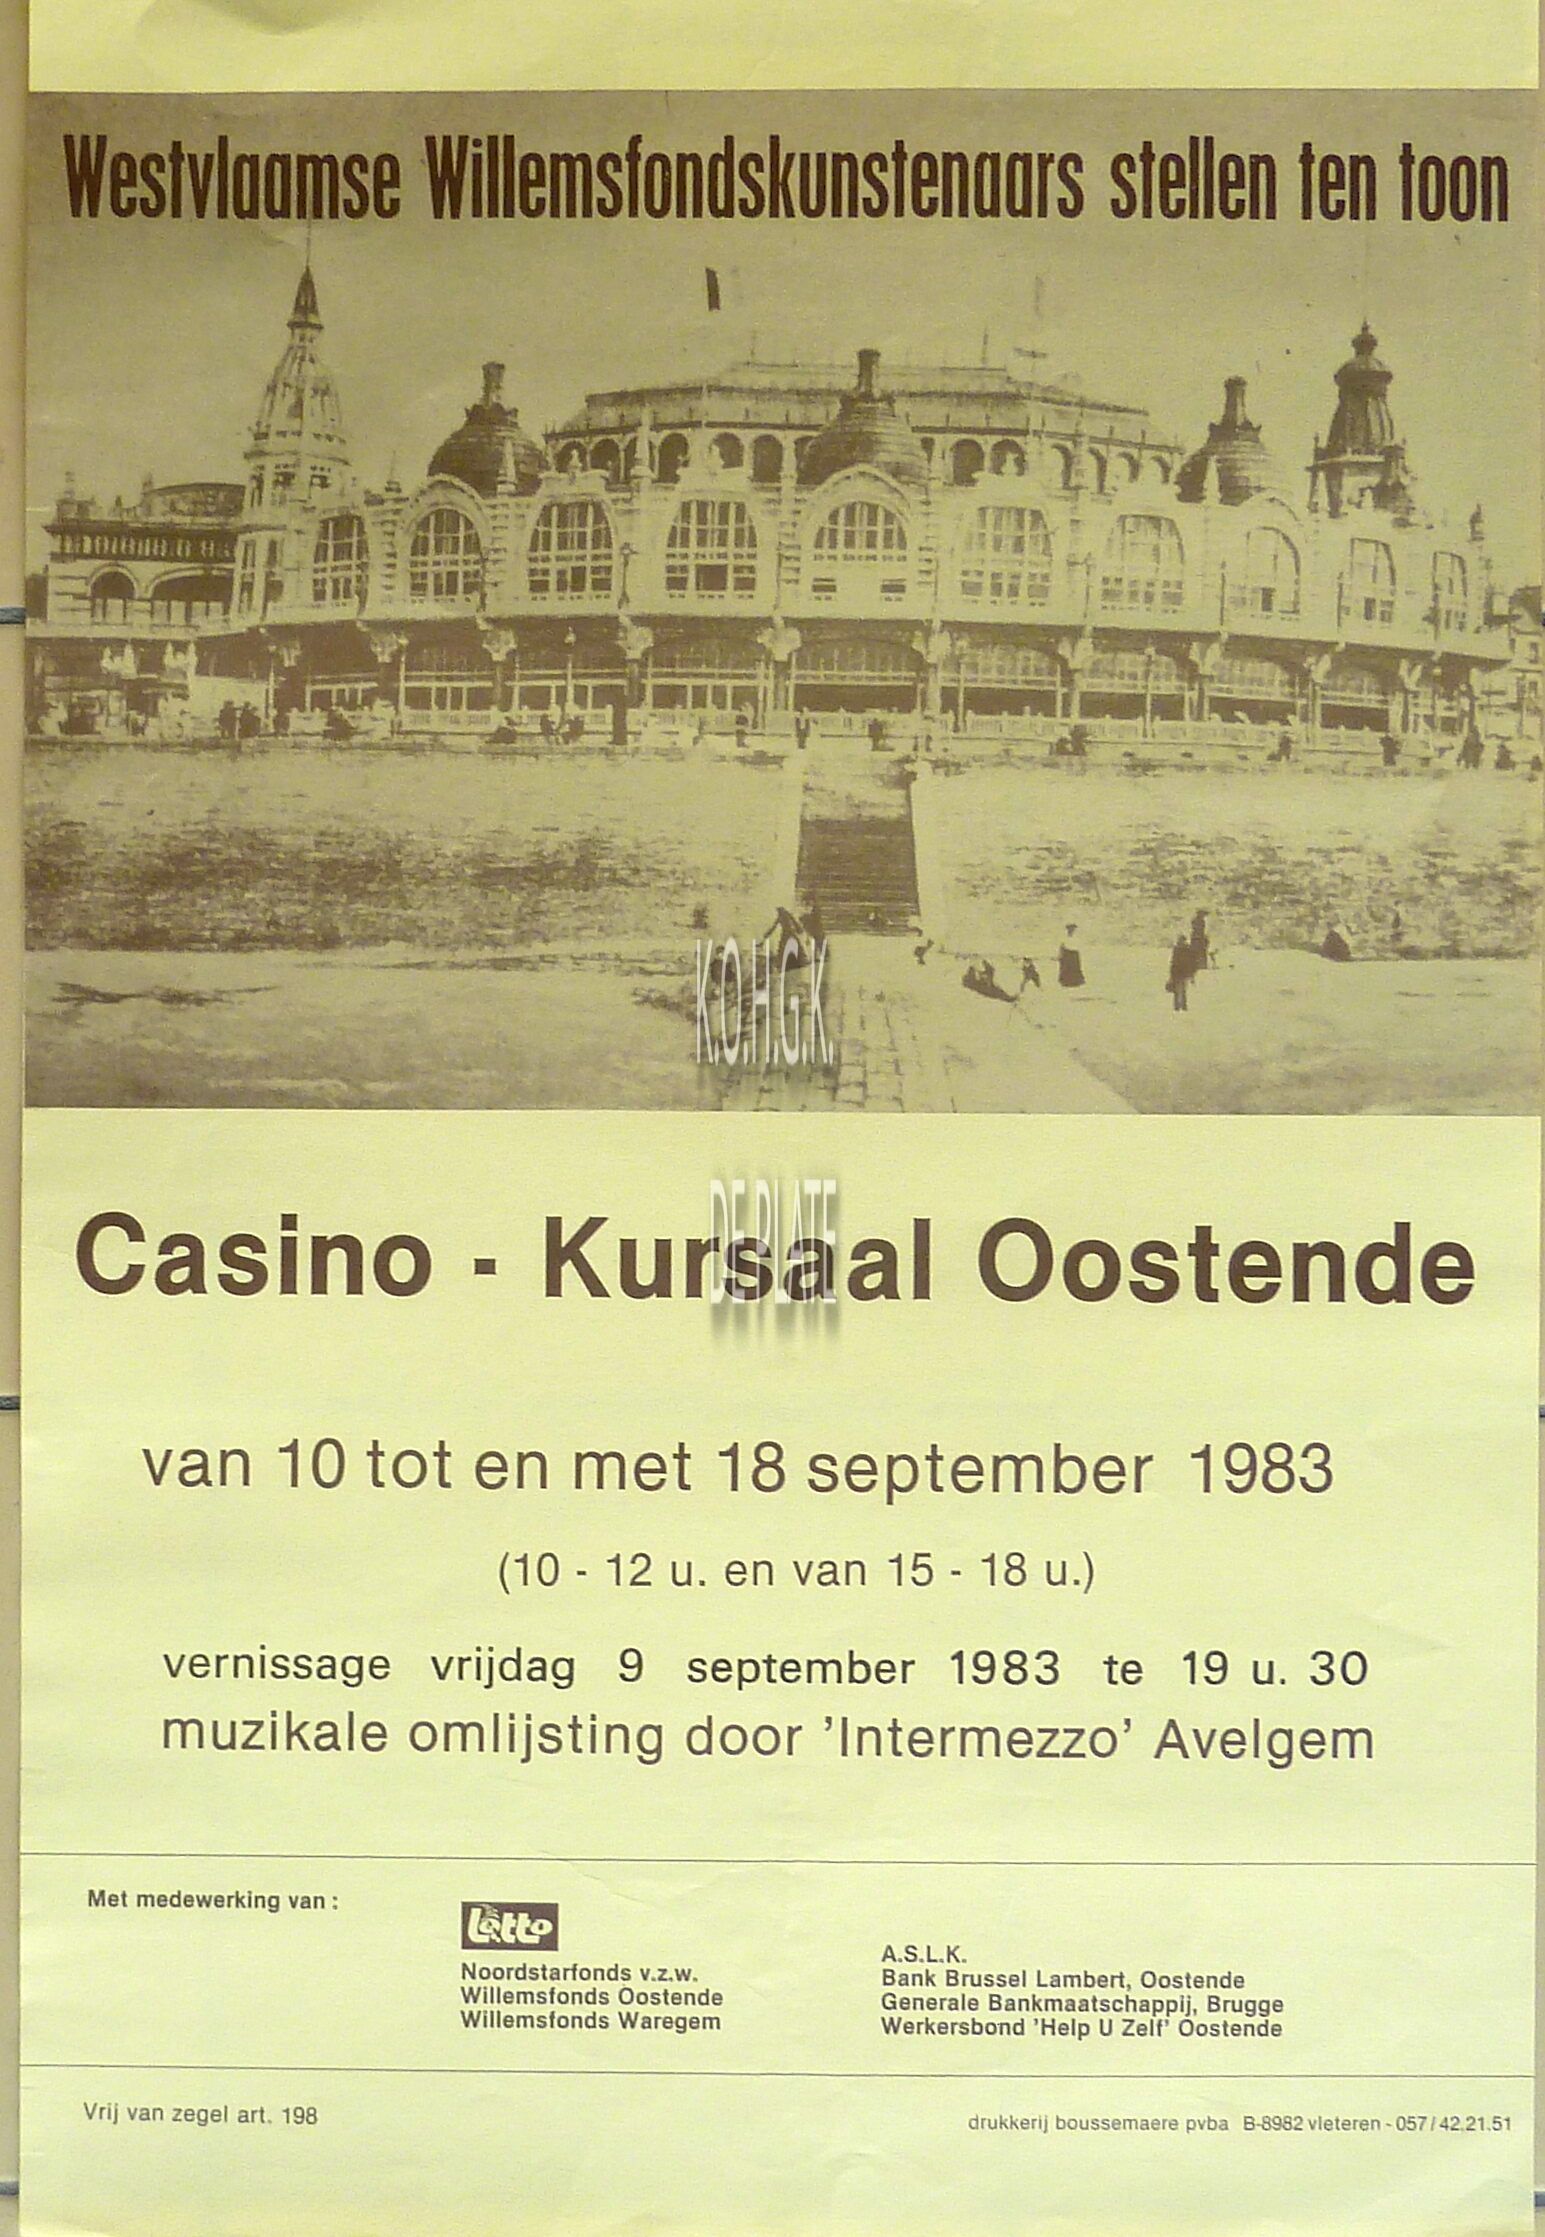 Westvlaamse Willemsfondskunstenaars stellen ten toon
K.O.H.G.K.
DE PLATE
Casino - Kursaal Oostende
van 10 tot en met 18 september 1983
(10 - 12 u. en van 15 - 18 u.)
vernissage vrijdag 9 september 1983 te 19 u. 30
muzikale omlijsting door 'Intermezzo' Avelgem
Met medewerking van :
Lotto
Noordstarfonds v.z.w.
Willemsfonds Oostende
Willemsfonds Waregem
A.S.L.K.
Bank Brussel Lambert, Oostende
Generale Bankmaatschappij, Brugge
Werkersbond 'Help U Zelf' Oostende
Vrij van zegel art. 198
drukkerij boussemaere pvba B-8982 vleteren - 057/42.21.51